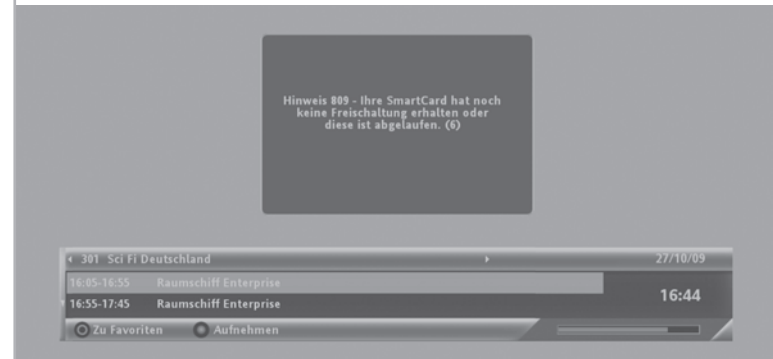 Hinweis 809 - Ihre SmartCard hat noch
keine Freischaltung erhalten oder
diese ist abgelaufen. (6)
301 Sci Fi Deutschland 27/10/09
16:05-16:55 Raumschiff Enterprise
16:44
16:55-17:45 Raumschiff Enterprise
Zu Favoriten Aufnehmen